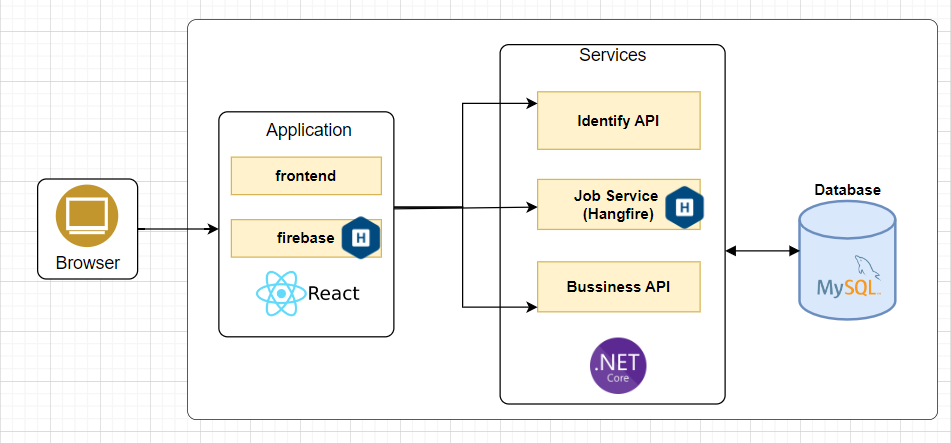 Services
Application
Identify API
frontend
Job Service
(Hangfire)
H
Database
firebase
H
Browser
React
Bussiness API
MySQL
.NET
Core